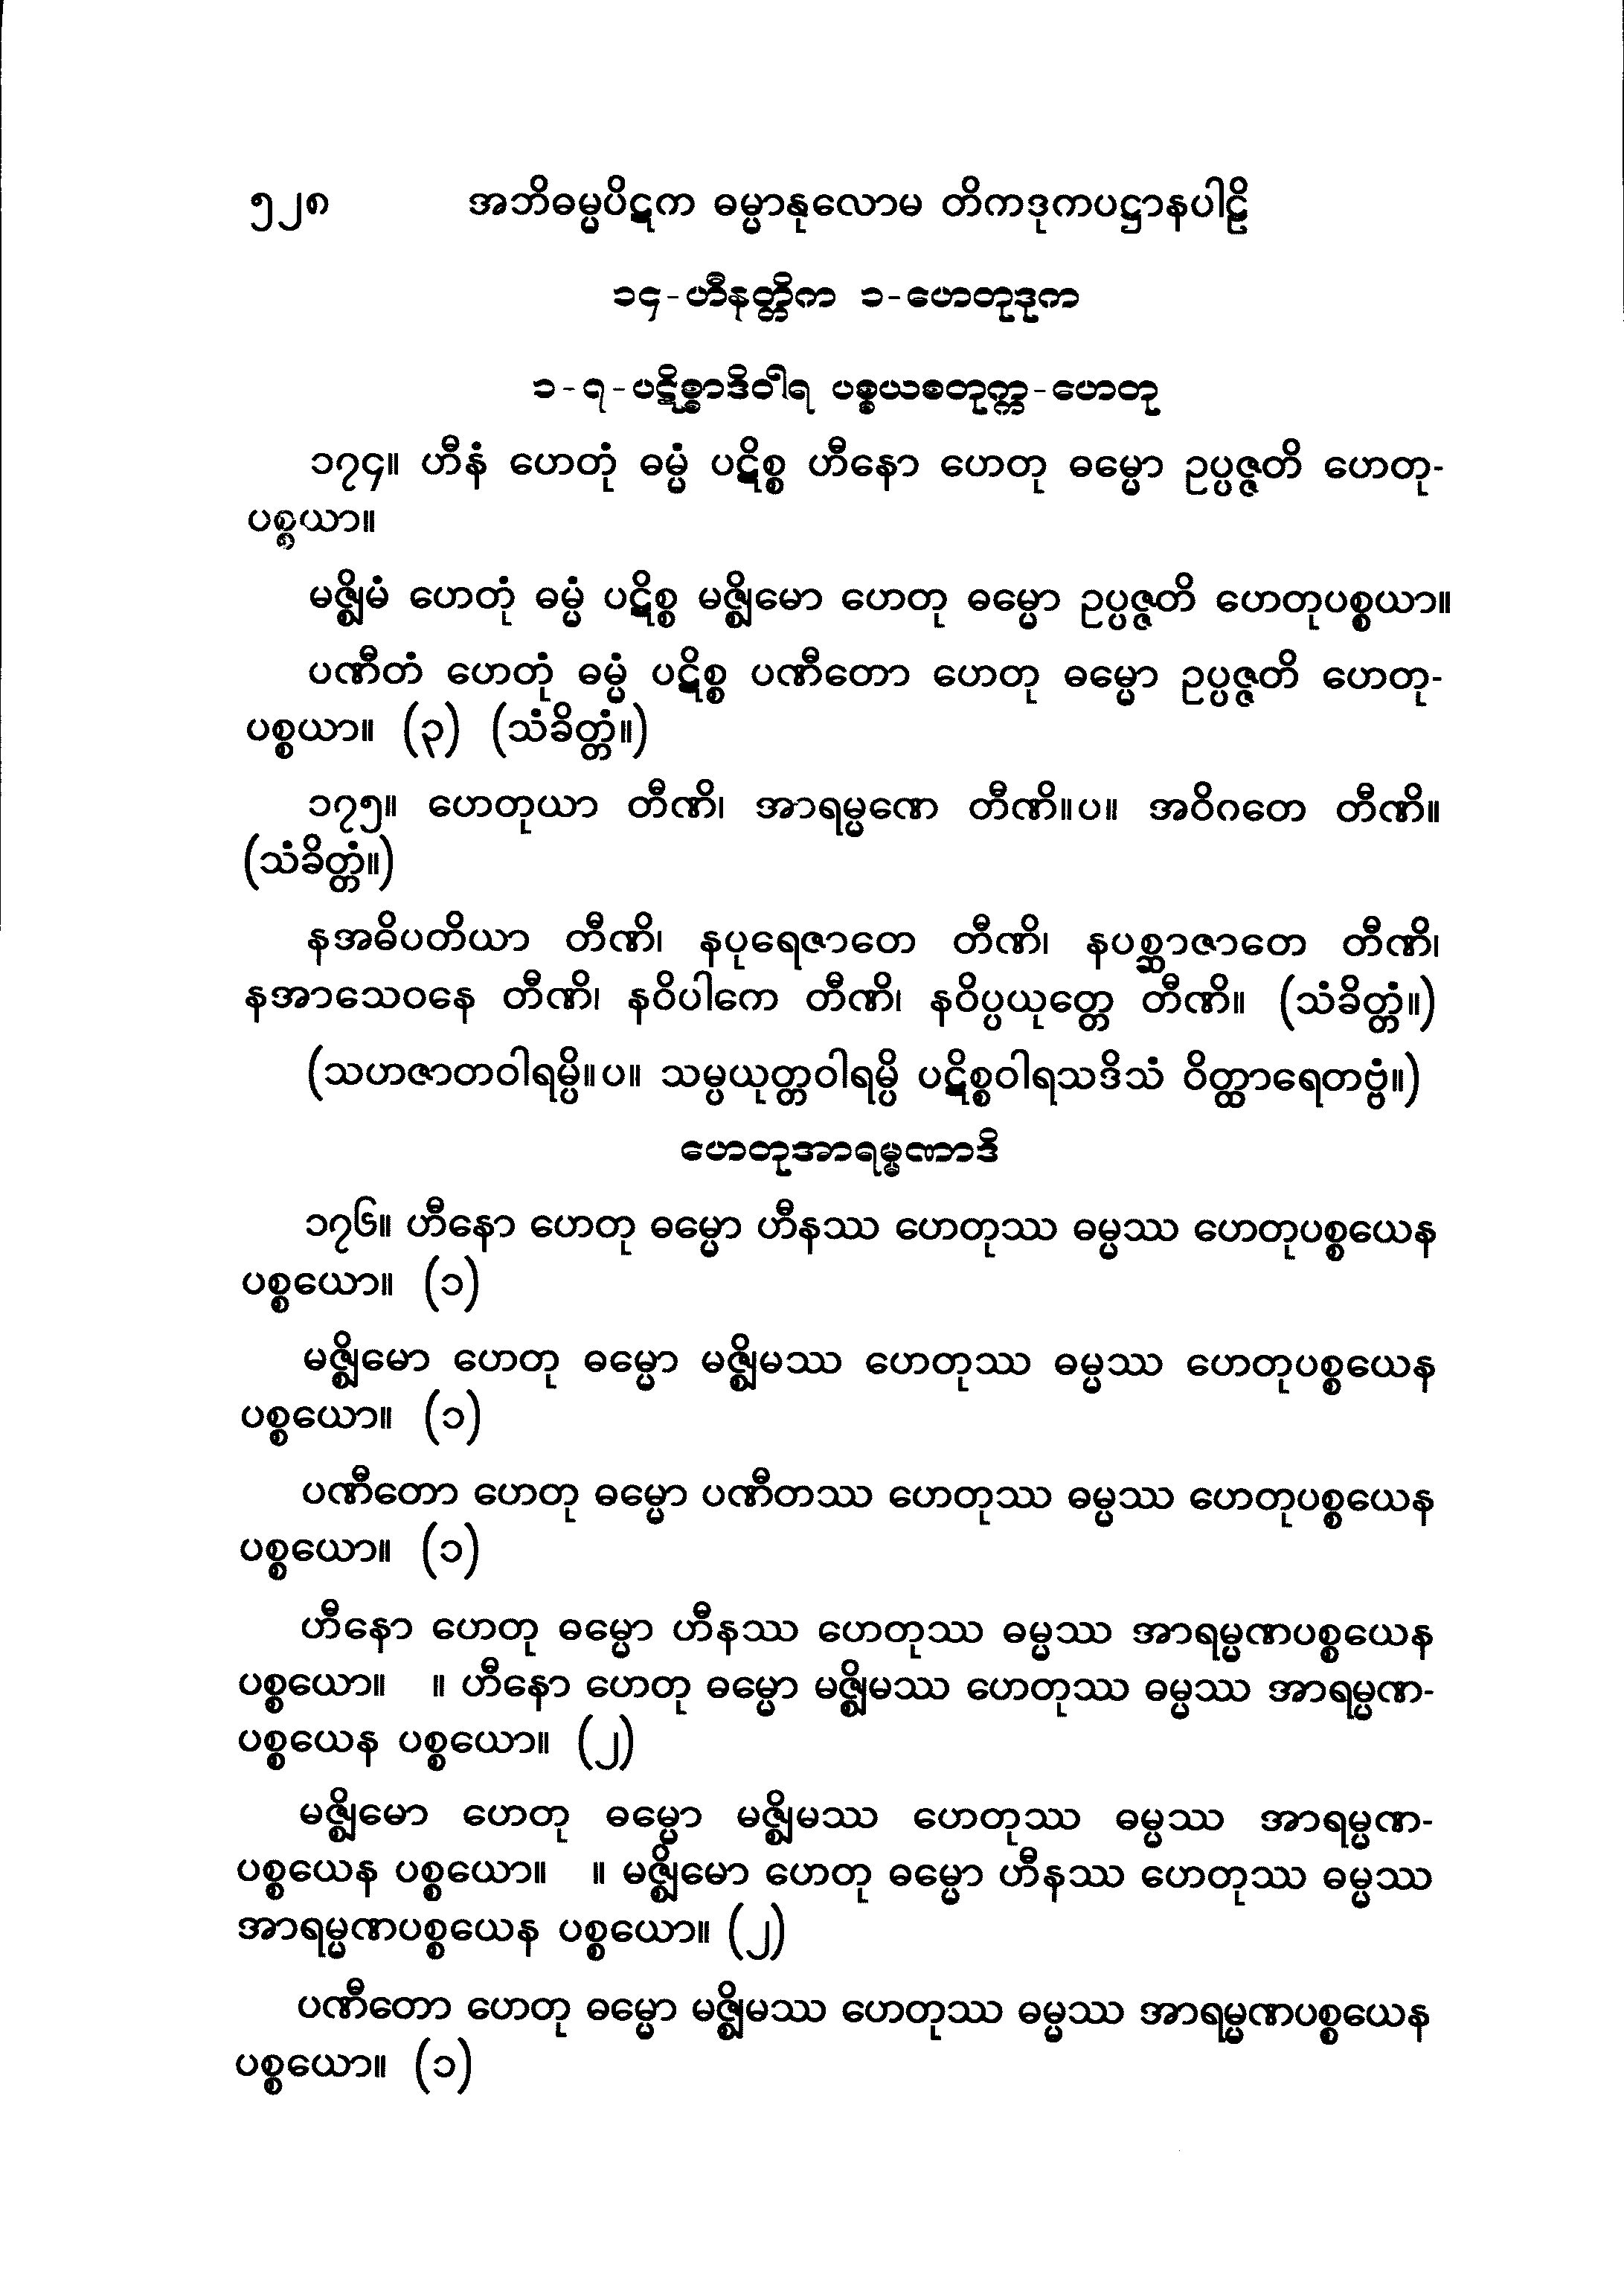 ၅၂၈ အဘိဓမ္မပိဋက ဓမ္မာနုလောမ တိကဒုကပဋ္ဌာနပါဠိ
၁၄-ဟီနတ္တိက ၁-ဟေတုဒုက
၁-၇-ပဋိစ္စာဒိဝါရ ပစ္စယစတုက္က-ဟေတု
၁၇၄။ ဟီနံ ဟေတုံ ဓမ္မံ ပဋိစ္စ ဟီနော ဟေတု ဓမ္မော ဥပ္ပဇ္ဇတိ ဟေတု-
ပစ္စယာ။
မဇ္ဈိမံ ဟေတုံ ဓမ္မံ ပဋိစ္စ မဇ္ဈိမော ဟေတု ဓမ္မော ဥပ္ပဇ္ဇတိ ဟေတုပစ္စယာ။
ပဏီတံ ဟေတုံ ဓမ္မံ ပဋိစ္စ ပဏီတော ဟေတု ဓမ္မော ဥပ္ပဇ္ဇတိ ဟေတု-
ပစ္စယာ။ (၃) (သံခိတ္တံ။)
၁၇၅။ ဟေတုယာ တီဏိ၊ အာရမ္မဏေ တီဏိ။ပ။ အဝိဂတေ တီဏိ။
(သံခိတ္တံ။)
နအဓိပတိယာ တီဏိ၊ နပုရေဇာတေ တီဏိ၊ နပစ္ဆာဇာတေ တီဏိ၊
နအာသေဝနေ တီဏိ၊ နဝိပါကေ တီဏိ၊ နဝိပ္ပယုတ္တေ တီဏိ။ (သံခိတ္တံ။)
(သဟဇာတဝါရမ္ပိ။ပ။ သမ္ပယုတ္တဝါရမ္ပိ ပဋိစ္စဝါရသဒိသံ ဝိတ္ထာရေတဗ္ဗံ။)
ဟေတုအာရမ္မဏာဒိ
၁၇၆။ ဟီနော ဟေတု ဓမ္မော ဟီနဿ ဟေတုဿ ဓမ္မဿ ဟေတုပစ္စယေန
ပစ္စယော။ (၁)
မဇ္ဈိမော ဟေတု ဓမ္မော မဇ္ဈိမဿ ဟေတုဿ ဓမ္မဿ ဟေတုပစ္စယေန
ပစ္စယော။ (၁)
ပဏီတော ဟေတု ဓမ္မော ပဏီတဿ ဟေတုဿ ဓမ္မဿ ဟေတုပစ္စယေန
ပစ္စယော။ (၁)
ဟီနော ဟေတု ဓမ္မော ဟီနဿ ဟေတုဿ ဓမ္မဿ အာရမ္မဏပစ္စယေန
ပစ္စယော။ ။ ဟီနော ဟေတု ဓမ္မော မဇ္ဈိမဿ ဟေတုဿ ဓမ္မဿ အာရမ္မဏ-
ပစ္စယေန ပစ္စယော။ (၂)
မဇ္ဈိမော ဟေတု ဓမ္မော မဇ္ဈိမဿ ဟေတုဿ ဓမ္မဿ အာရမ္မဏ-
ပစ္စယေန ပစ္စယော။ ။ မဇ္ဈိမော ဟေတု ဓမ္မော ဟီနဿ ဟေတုဿ ဓမ္မဿ
အာရမ္မဏပစ္စယေန ပစ္စယော။ (၂)
ပဏီတော ဟေတု ဓမ္မော မဇ္ဈိမဿ ဟေတုဿ ဓမ္မဿ အာရမ္မဏပစ္စယေန
ပစ္စယော။ (၁)